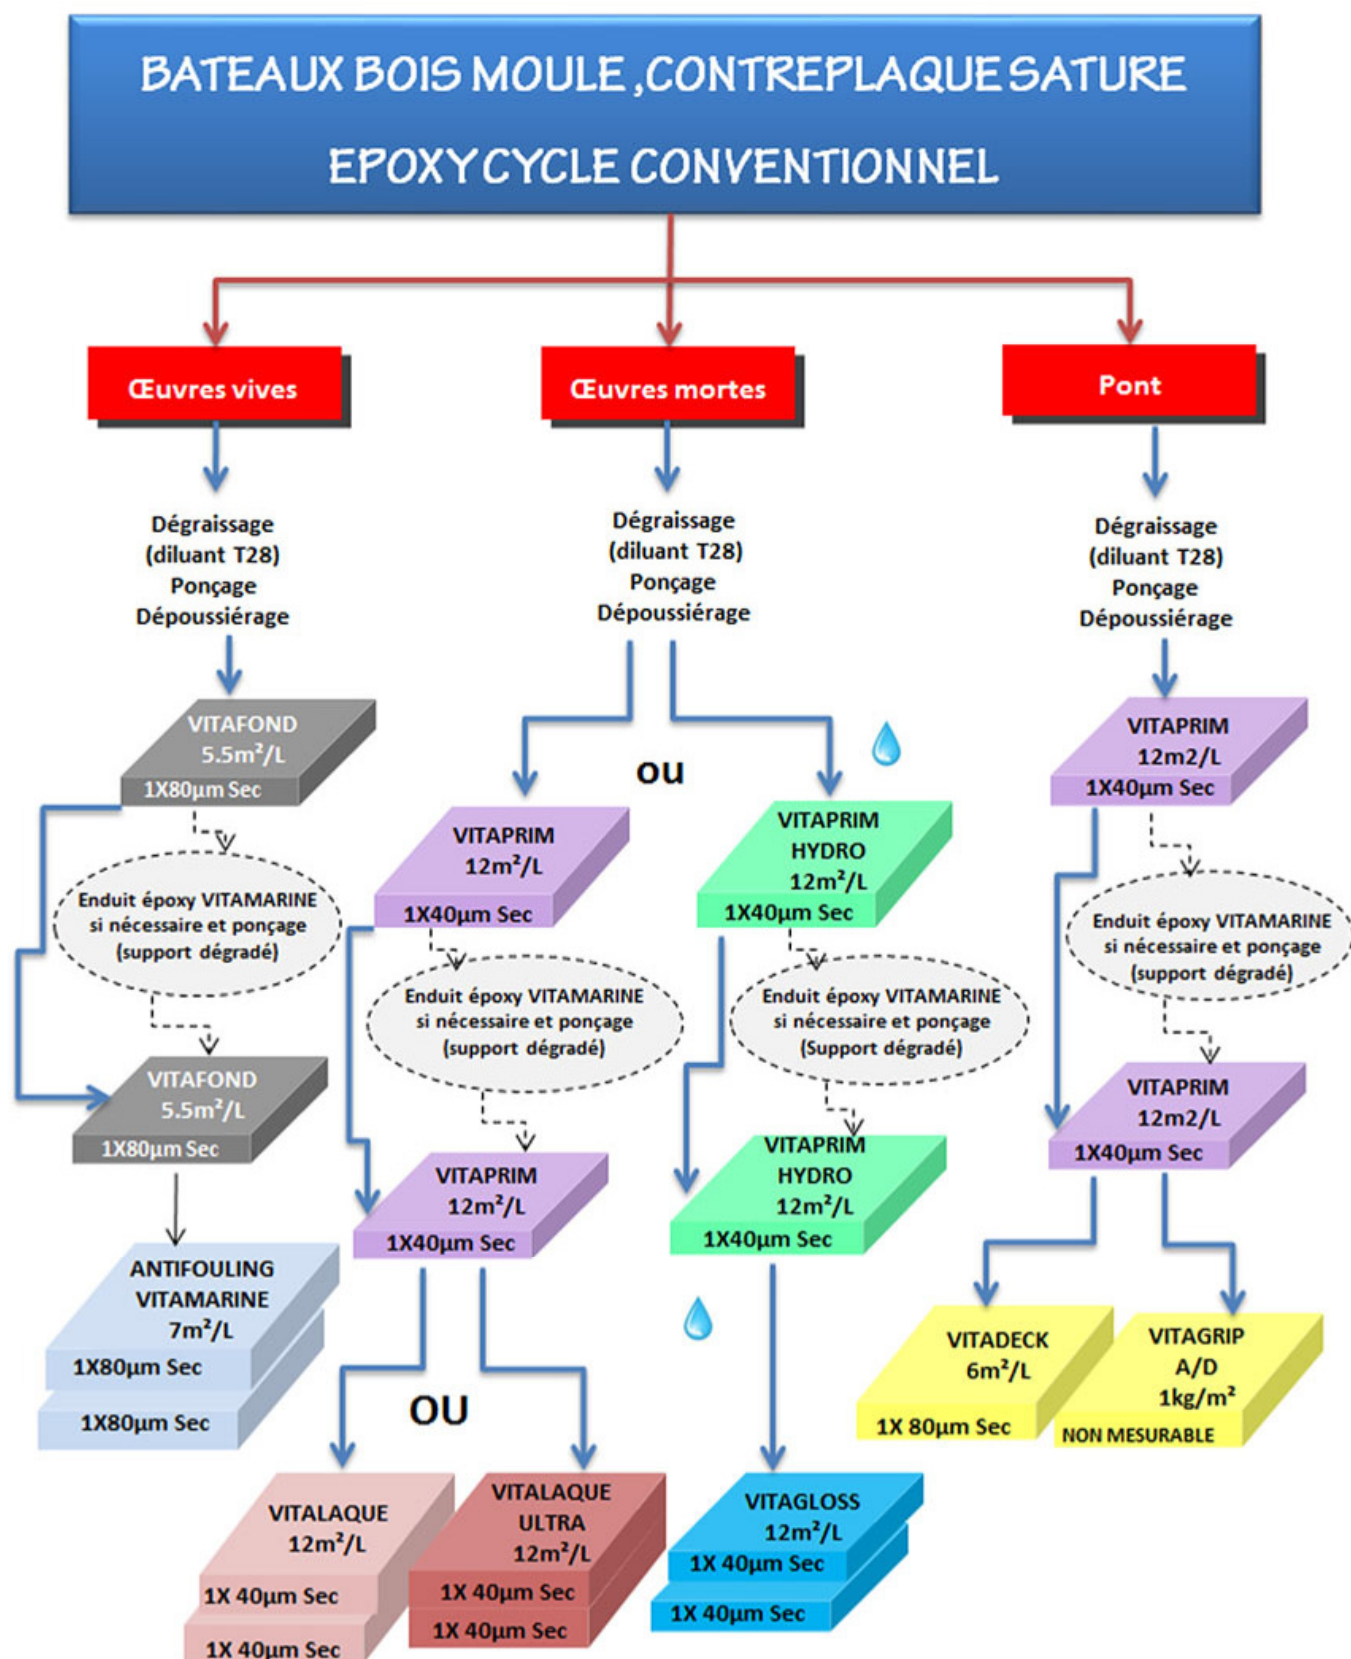 BATEAUX BOIS MOULE ,CONTREPLAQUE SATURE
EPOXY CYCLE CONVENTIONNEL
Œuvres vives
Dégraissage
(diluant T28)
Ponçage
Dépoussiérage
VITAFOND
5.5m²/L
1X80µm Sec
Enduit époxy VITAMARINE
si nécessaire et ponçage
(support dégradé)
VITAFOND
5.5m²/L
1X80µm Sec
ANTIFOULING
VITAMARINE
7m²/L
1X80µm Sec
1X80µm Sec
Œuvres mortes
Dégraissage
(diluant T28)
Ponçage
Dépoussiérage
ou
VITAPRIM
12m²/L
1X40µm Sec
Enduit époxy VITAMARINE
si nécessaire et ponçage
(support dégradé)
VITAPRIM
12m²/L
1X40µm Sec
OU
VITALAQUE
12m²/L
1X 40µm Sec
1X 40µm Sec
VITALAQUE
ULTRA
12m²/L
1X 40µm Sec
1X 40µm Sec
VITAPRIM
HYDRO
12m²/L
1X40µm Sec
Enduit époxy VITAMARINE
si nécessaire et ponçage
(Support dégradé)
VITAPRIM
HYDRO
12m²/L
1X40µm Sec
VITAGLOSS
12m²/L
1X 40µm Sec
1X 40µm Sec
Pont
Dégraissage
(diluant T28)
Ponçage
Dépoussiérage
VITAPRIM
12m2/L
1X40µm Sec
Enduit époxy VITAMARINE
si nécessaire et ponçage
(support dégradé)
VITAPRIM
12m2/L
1X40µm Sec
VITADECK
6m²/L
1X 80µm Sec
VITAGRIP
A/D
1kg/m²
NON MESURABLE